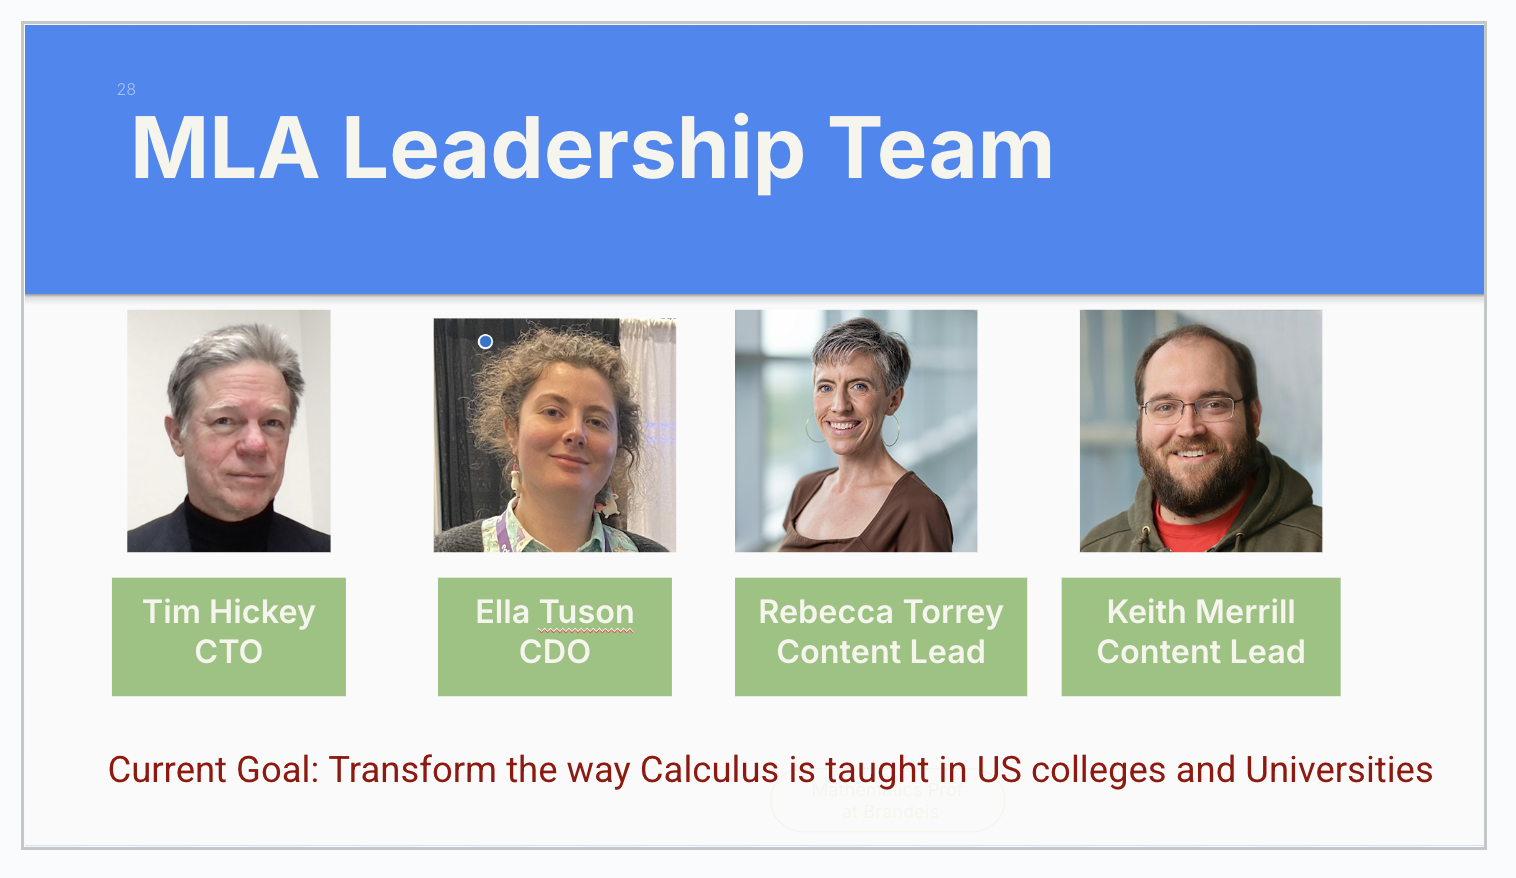 28
MLA Leadership Team
Tim Hickey
CTO
Ella Tuson
CDO
Rebecca Torrey
Content Lead
Keith Merrill
Content Lead
Current Goal: Transform the way Calculus is taught in US colleges and Universities
Mathematics Prof
at Brandeis